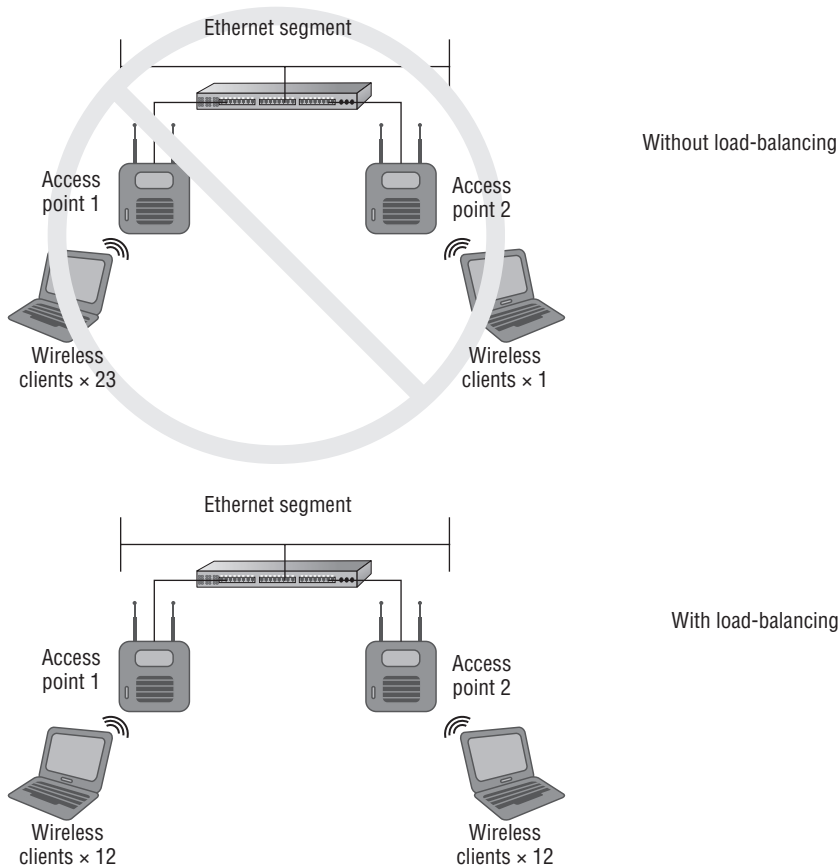 Ethernet segment
Without load-balancing
Access
point 1
Access
point 2
Wireless
clients × 23
Wireless
clients × 1
Ethernet segment
With load-balancing
Access
point 1
Access
point 2
Wireless
clients × 12
Wireless
clients × 12